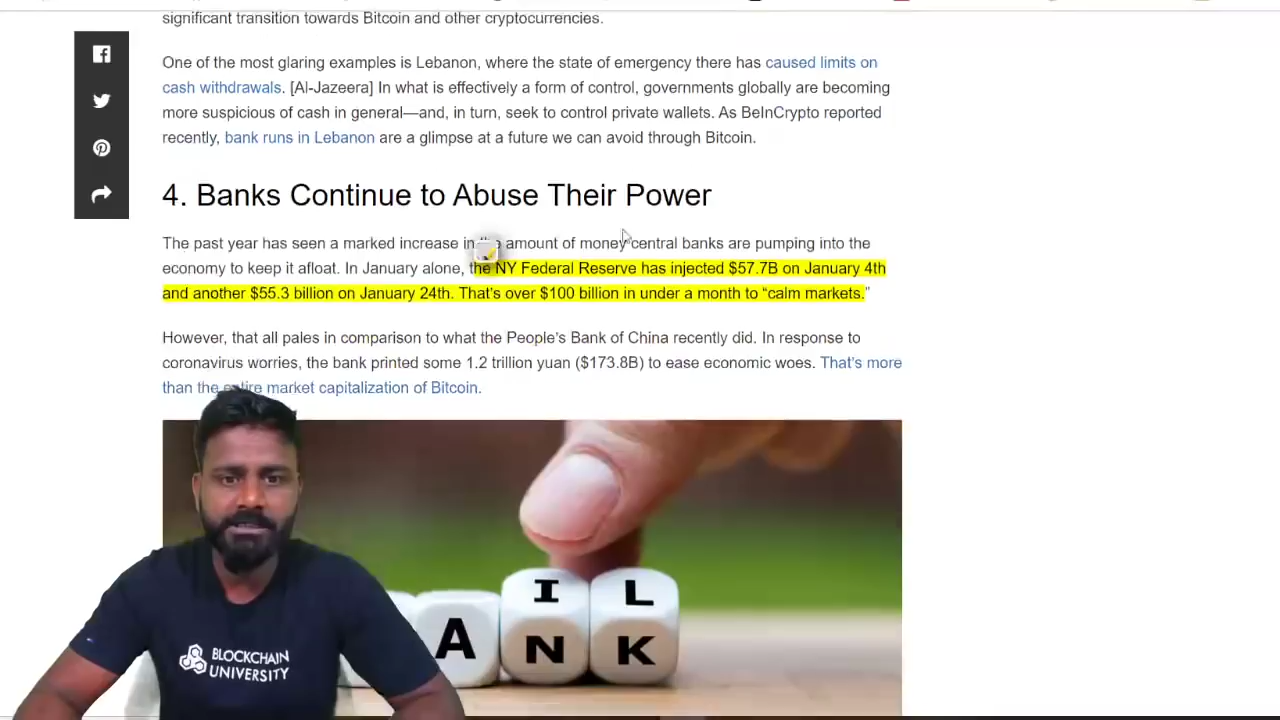 significant transition towards Bitcoin and other cryptocurrencies.
One of the most glaring examples is Lebanon, where the state of emergency there has caused limits on
cash withdrawals. [Al-Jazeera] In what is effectively a form of control, governments globally are becoming
more suspicious of cash in general—and, in turn, seek to control private wallets. As BeInCrypto reported
recently, bank runs in Lebanon are a glimpse at a future we can avoid through Bitcoin.
4. Banks Continue to Abuse Their Power
The past year has seen a marked increase in the amount of money central banks are pumping into the
economy to keep it afloat. In January alone, the NY Federal Reserve has injected $57.7B on January 4th
and another $55.3 billion on January 24th. That's over $100 billion in under a month to “calm markets.”
However, that all pales in comparison to what the People's Bank of China recently did. In response to
coronavirus worries, the bank printed some 1.2 trillion yuan ($173.8B) to ease economic woes. That's more
than the entire market capitalization of Bitcoin.
I L
A N K
BLOCKCHAIN
UNIVERSITY